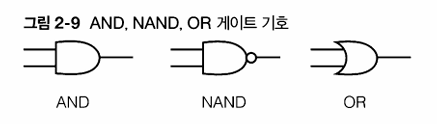 그림 2-9 AND, NAND, OR 게이트 기호
AND NAND OR